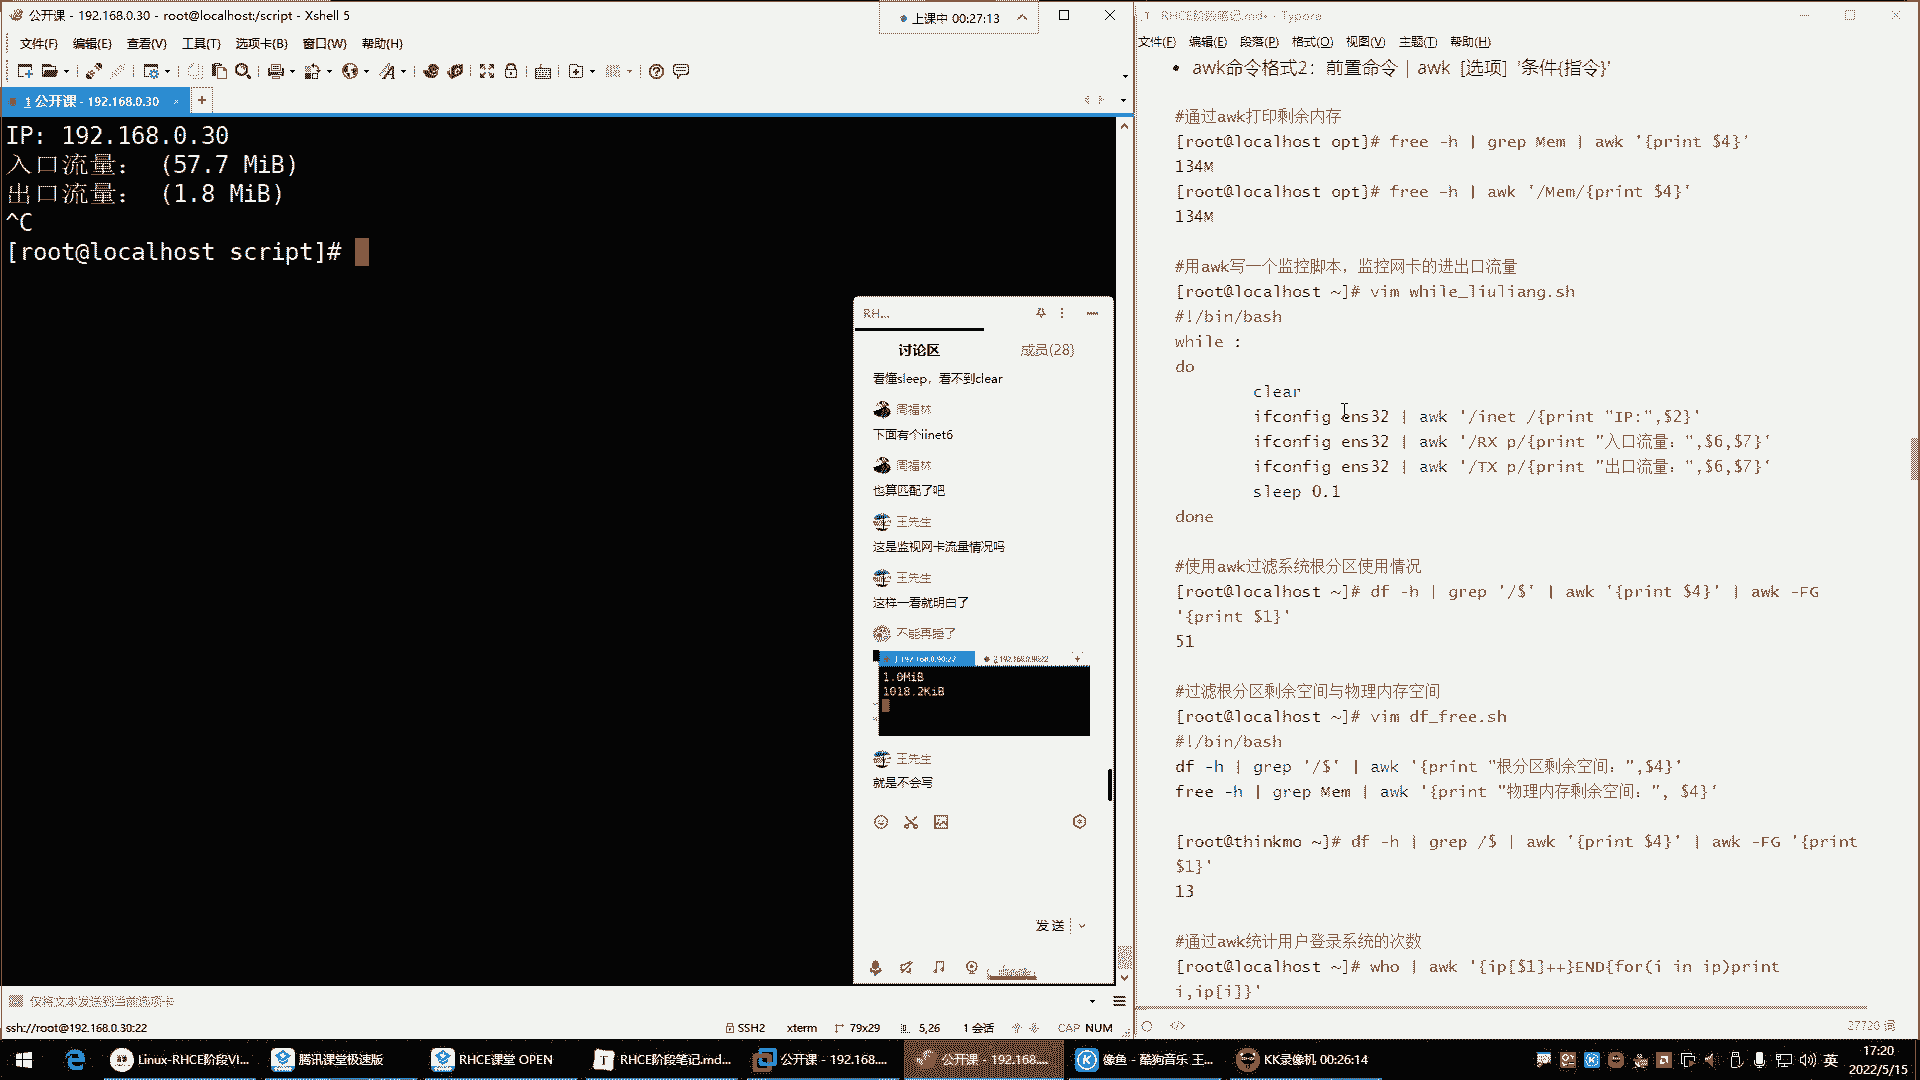 公开课 - 192.168.0.30 - root@localhost:/script - Xshell 5
上课中 00:27:13
文件(F) 编辑(E) 查看(V) 工具(T) 选项卡(B) 窗口(W) 帮助(H)
1 公开课 - 192.168.0.30
IP: 192.168.0.30
入口流量： (57.7 MiB)
出口流量： (1.8 MiB)
^C
[root@localhost script]#
RH...
讨论区 成员(28)
看懂sleep，看不到clear
周福林
下面有个iinet6
周福林
也算匹配了吧
王先生
这是监视网卡流量情况吗
王先生
这样一看就明白了
不能再睡了
1.0MiB
1018.2KiB
王先生
就是不会写
发送
仅将文本发送到当前选项卡
ssh://root@192.168.0.30:22 SSH2 xterm 79x29 5,26 1 会话 CAP NUM
RHCE阶段笔记.md• - Typora
文件(F) 编辑(E) 段落(P) 格式(O) 视图(V) 主题(T) 帮助(H)
• awk命令格式2：前置命令 | awk [选项] '条件{指令}'
#通过awk打印剩余内存
[root@localhost opt]# free -h | grep Mem | awk '{print $4}'
134M
[root@localhost opt]# free -h | awk '/Mem/{print $4}'
134M
#用awk写一个监控脚本，监控网卡的进出口流量
[root@localhost ~]# vim while_liuliang.sh
#!/bin/bash
while :
do
clear
ifconfig ens32 | awk '/inet /{print "IP:",$2}'
ifconfig ens32 | awk '/RX p/{print "入口流量：",$6,$7}'
ifconfig ens32 | awk '/TX p/{print "出口流量：",$6,$7}'
sleep 0.1
done
#使用awk过滤系统根分区使用情况
[root@localhost ~]# df -h | grep '/$' | awk '{print $4}' | awk -FG
'{print $1}'
51
#过滤根分区剩余空间与物理内存空间
[root@localhost ~]# vim df_free.sh
#!/bin/bash
df -h | grep '/$' | awk '{print "根分区剩余空间：",$4}'
free -h | grep Mem | awk '{print "物理内存剩余空间：", $4}'
[root@thinkmo ~]# df -h | grep /$ | awk '{print $4}' | awk -FG '{print
$1}'
13
#通过awk统计用户登录系统的次数
[root@localhost ~]# who | awk '{ip[$1]++}END{for(i in ip)print
i,ip[i]}'
27720 词
Linux-RHCE阶段VI... 腾讯课堂极速版 RHCE课堂 OPEN RHCE阶段笔记.md... 公开课 - 192.168.... 公开课 - 192.168.... 像鱼 - 酷狗音乐 王... KK录像机 00:26:14 英 17:20
2022/5/15